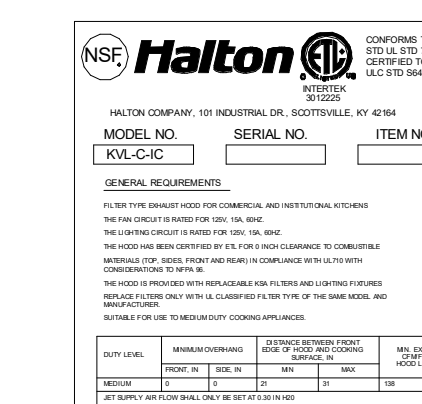 NSF. Halton ETL
CONFORMS
STD UL STD
CERTIFIED TO
ULC STD S64
LISTED US
INTERTEK
3012225
HALTON COMPANY, 101 INDUSTRIAL DR., SCOTTSVILLE, KY 42164
MODEL NO. SERIAL NO. ITEM NO
KVL-C-IC
GENERAL REQUIREMENTS
FILTER TYPE EXHAUST HOOD FOR COMMERCIAL AND INSTITUTIONAL KITCHENS
THE FAN CIRCUIT IS RATED FOR 125V, 15A, 60HZ.
THE LIGHTING CIRCUIT IS RATED FOR 125V, 15A, 60HZ.
THE HOOD HAS BEEN CERTIFIED BY ETL FOR 0 INCH CLEARANCE TO COMBUSTIBLE
MATERIALS (TOP, SIDES, FRONT AND REAR) IN COMPLIANCE WITH UL710 WITH
CONSIDERATIONS TO NFPA 96.
THE HOOD IS PROVIDED WITH REPLACEABLE KSA FILTERS AND LIGHTING FIXTURES
REPLACE FILTERS ONLY WITH UL CLASSIFIED FILTER TYPE OF THE SAME MODEL AND
MANUFACTURER.
SUITABLE FOR USE TO MEDIUM DUTY COOKING APPLIANCES.
DUTY LEVEL MINIMUM OVERHANG DISTANCE BETWEEN FRONT
EDGE OF HOOD AND COOKING
SURFACE, IN
MIN. EX
CFM/F
HOOD L
FRONT, IN SIDE, IN MIN MAX
MEDIUM 0 0 21 31 138
JET SUPPLY AIR FLOW SHALL ONLY BE SET AT 0.30 IN H20